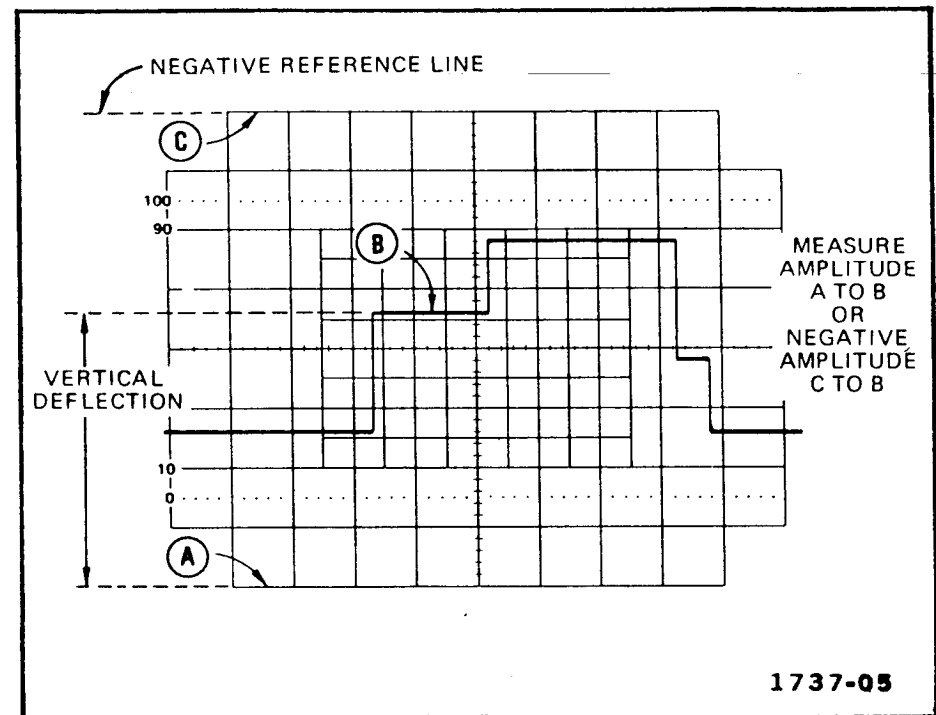 NEGATIVE REFERENCE LINE
C
100
90
B
MEASURE
AMPLITUDE
A TO B
OR
NEGATIVE
AMPLITUDE
C TO B
VERTICAL
DEFLECTION
10
0
A
1737-05